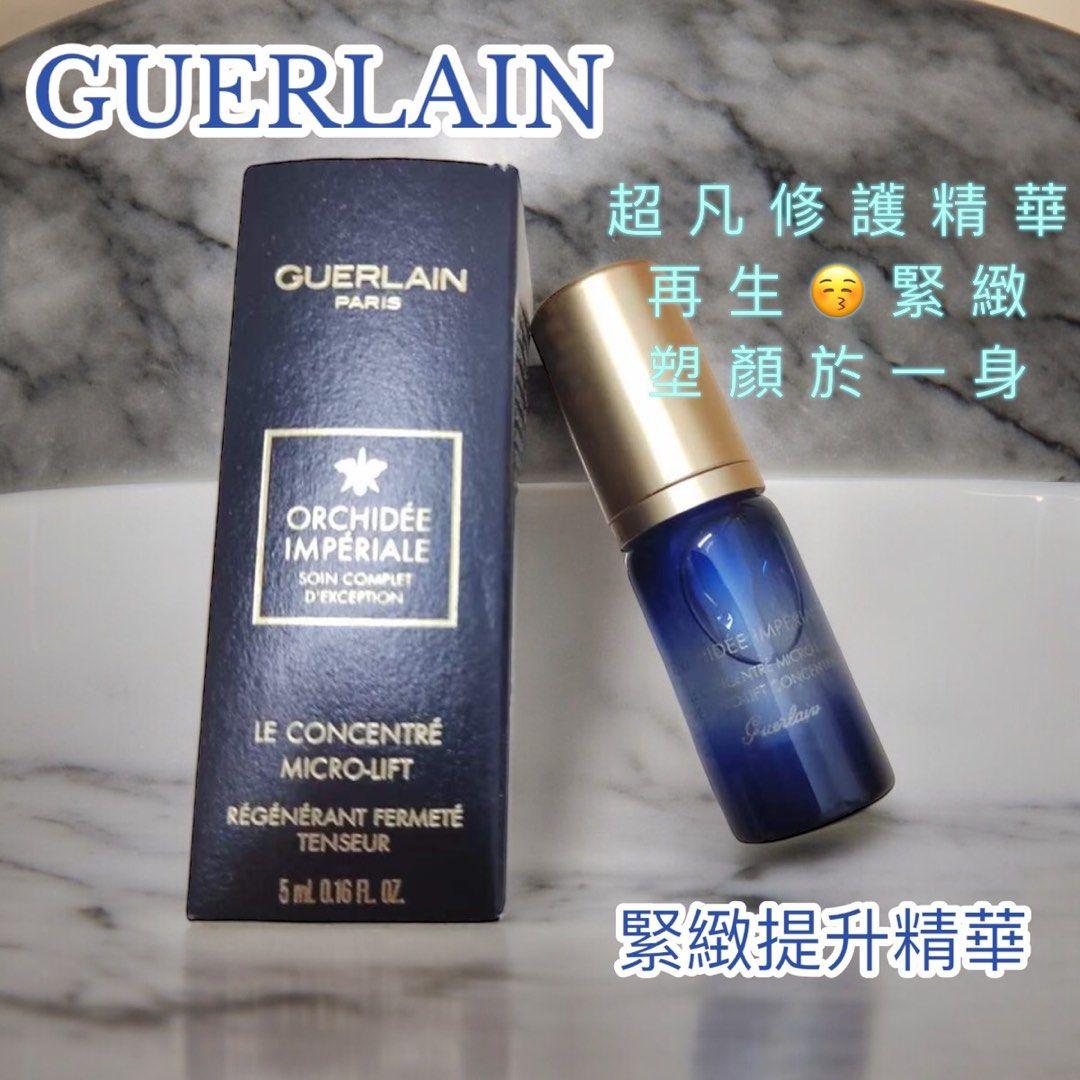 GUERLAIN
超凡修護精華
再生😚緊緻
塑顏於一身
GUERLAIN
PARIS
ORCHIDÉE
IMPÉRIALE
SOIN COMPLET
D'EXCEPTION
LE CONCENTRÉ
MICRO-LIFT
RÉGÉNÉRANT FERMETÉ
TENSEUR
5 mL 0.16 FL. OZ.
Guerlain
緊緻提升精華